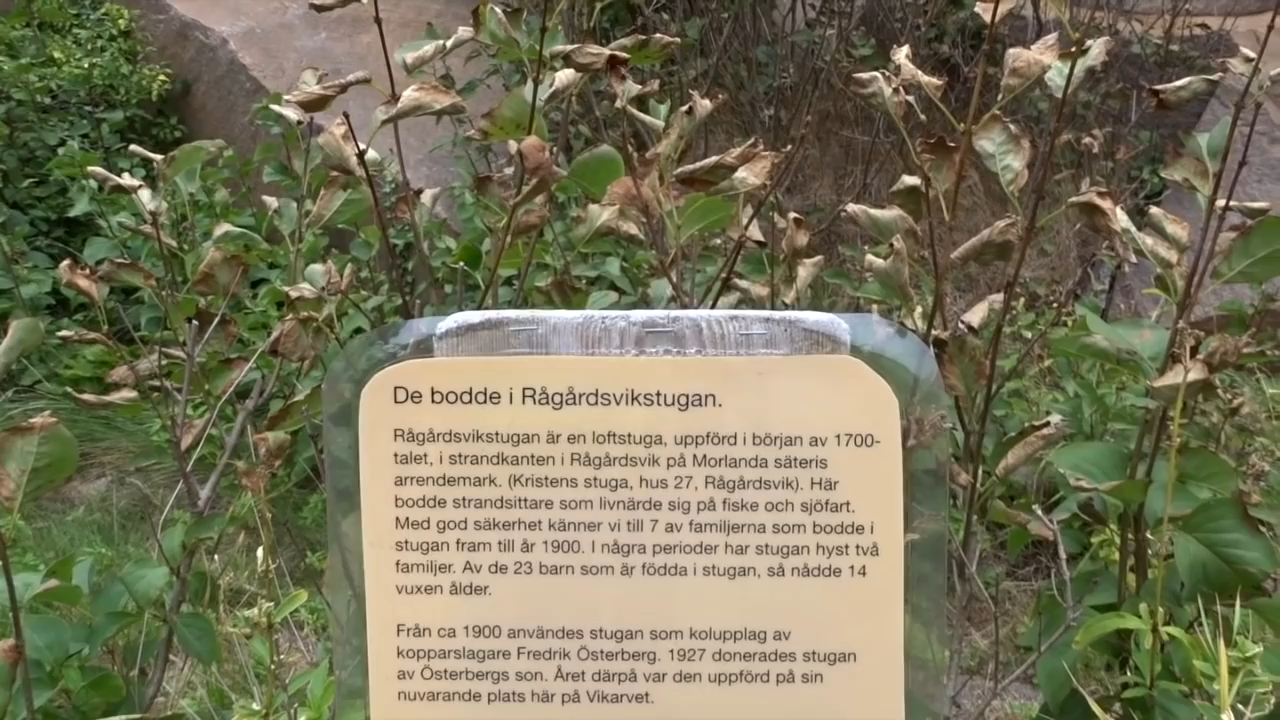 De bodde i Rågårdsvikstugan.
Rågårdsvikstugan är en loftstuga, uppförd i början av 1700-
talet, i strandkanten i Rågårdsvik på Morlanda säteris
arrendemark. (Kristens stuga, hus 27, Rågårdsvik). Här
bodde strandsittare som livnärde sig på fiske och sjöfart.
Med god säkerhet känner vi till 7 av familjerna som bodde i
stugan fram till år 1900. I några perioder har stugan hyst två
familjer. Av de 23 barn som är födda i stugan, så nådde 14
vuxen ålder.
Från ca 1900 användes stugan som kolupplag av
kopparslagare Fredrik Österberg. 1927 donerades stugan
av Österbergs son. Året därpå var den uppförd på sin
nuvarande plats här på Vikarvet.